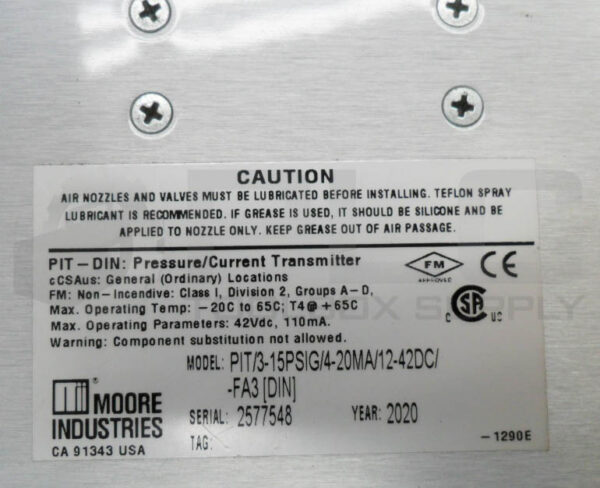 CAUTION
AIR NOZZLES AND VALVES MUST BE LUBRICATED BEFORE INSTALLING. TEFLON SPRAY
LUBRICANT IS RECOMMENDED. IF GREASE IS USED, IT SHOULD BE SILICONE AND BE
APPLIED TO NOZZLE ONLY. KEEP GREASE OUT OF AIR PASSAGE.
PIT-DIN: Pressure/Current Transmitter
cCSAus: General (Ordinary) Locations
FM: Non-Incendive: Class I, Division 2, Groups A-D,
Max. Operating Temp: -20C to 65C; T4@+65C
Max. Operating Parameters: 42Vdc, 110mA.
Warning: Component substitution not allowed.
FM
APPROVED
CE
C SA US
SUPPLY
MODEL: PIT/3-15PSIG/4-20MA/12-42DC/
-FA3 [DIN]
SERIAL: 2577548 YEAR: 2020
TAG:
MOORE
INDUSTRIES
CA 91343 USA
-1290E